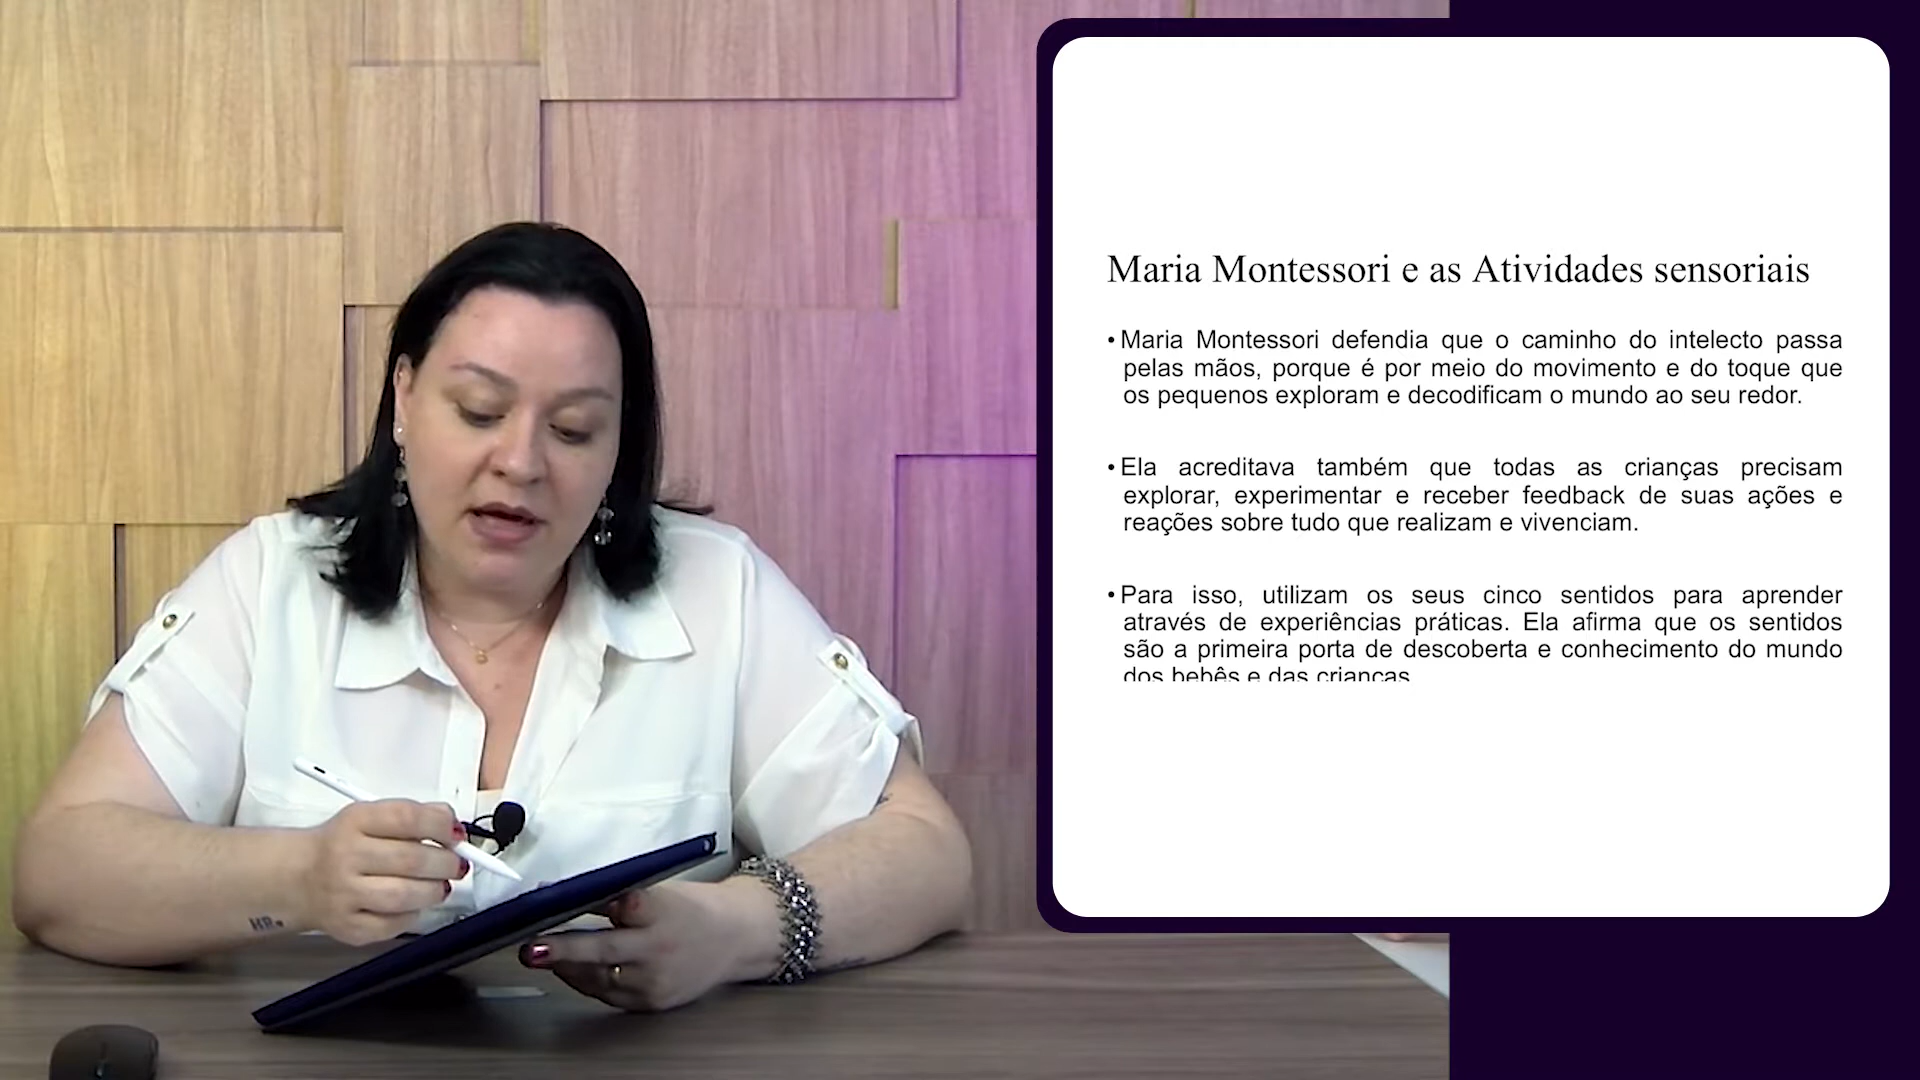 Maria Montessori e as Atividades sensoriais
• Maria Montessori defendia que o caminho do intelecto passa
pelas mãos, porque é por meio do movimento e do toque que
os pequenos exploram e decodificam o mundo ao seu redor.
• Ela acreditava também que todas as crianças precisam
explorar, experimentar e receber feedback de suas ações e
reações sobre tudo que realizam e vivenciam.
• Para isso, utilizam os seus cinco sentidos para aprender
através de experiências práticas. Ela afirma que os sentidos
são a primeira porta de descoberta e conhecimento do mundo
dos bebês e das crianças